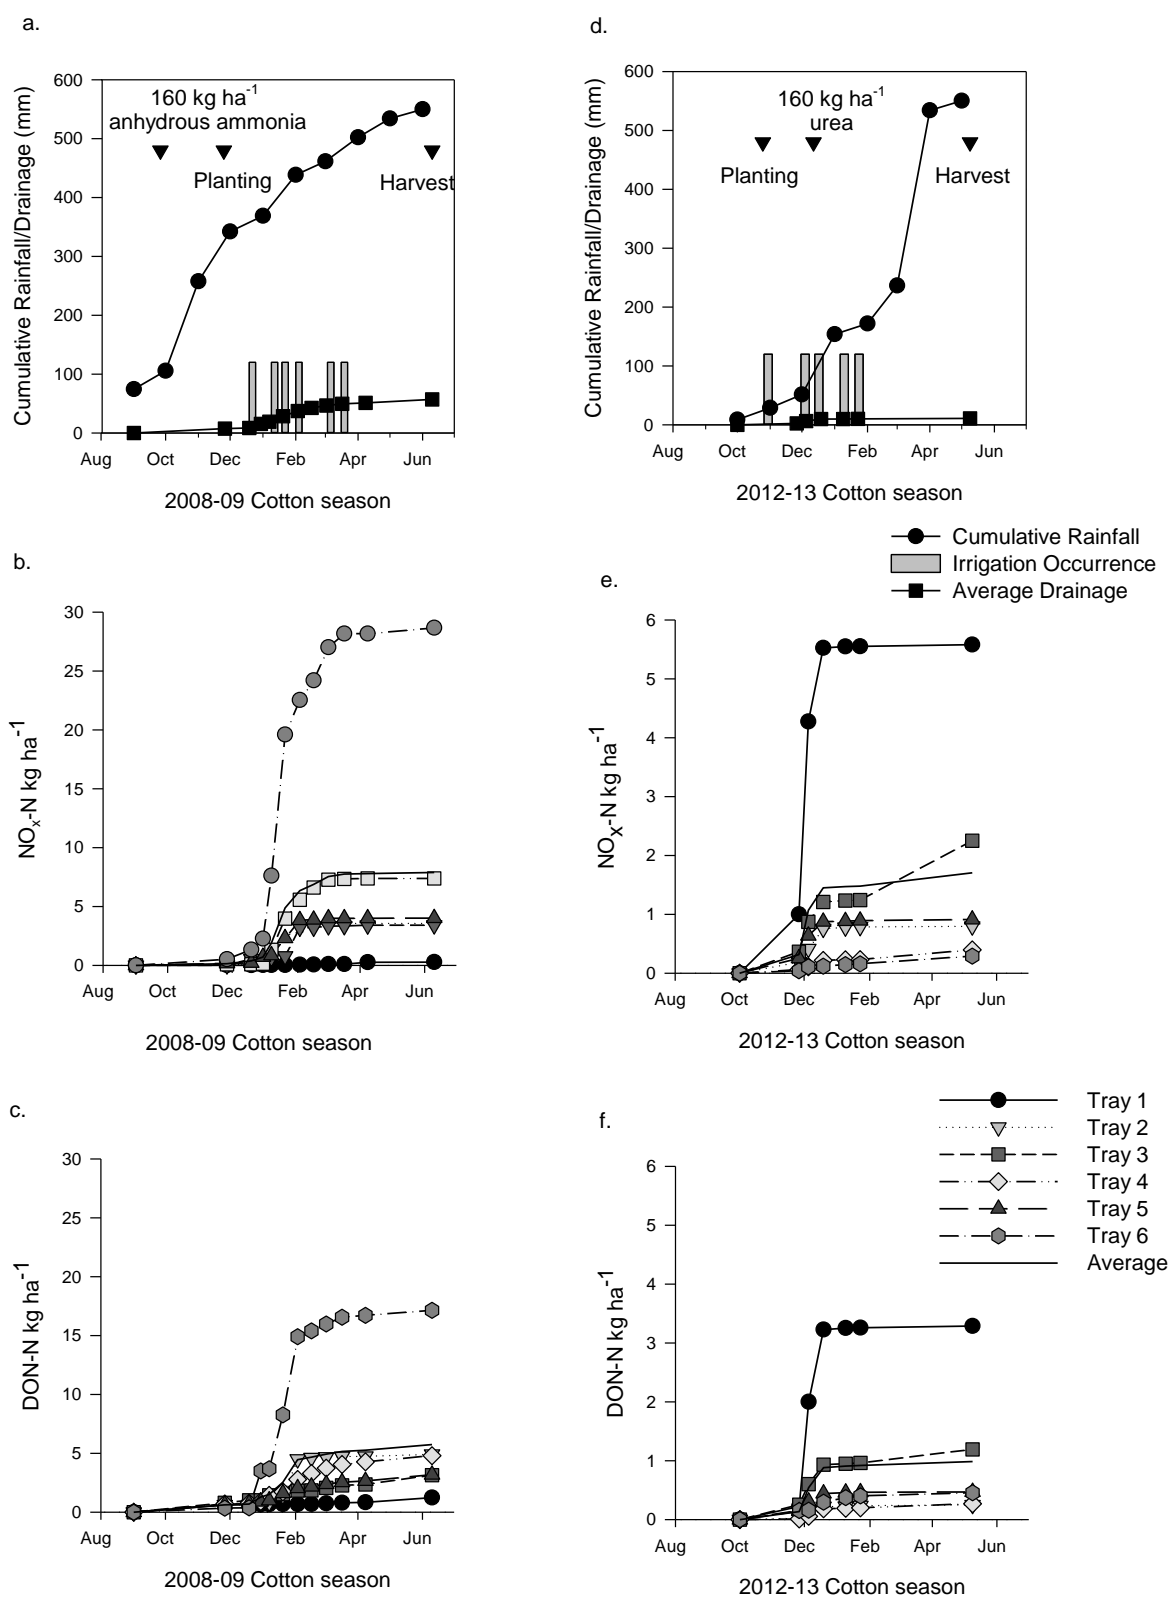 a.
600
500
400
300
200
100
0
Cumulative Rainfall/Drainage (mm)
160 kg ha⁻¹
anhydrous ammonia
Planting
Harvest
Aug Oct Dec Feb Apr Jun
2008-09 Cotton season
d.
600
500
400
300
200
100
0
Cumulative Rainfall/Drainage (mm)
160 kg ha⁻¹
urea
Planting
Harvest
Aug Oct Dec Feb Apr Jun
2012-13 Cotton season
Cumulative Rainfall
Irrigation Occurrence
Average Drainage
b.
30
25
20
15
10
5
0
NOₓ-N kg ha⁻¹
Aug Oct Dec Feb Apr Jun
2008-09 Cotton season
e.
6
5
4
3
2
1
0
NOₓ-N kg ha⁻¹
Aug Oct Dec Feb Apr Jun
2012-13 Cotton season
c.
30
25
20
15
10
5
0
DON-N kg ha⁻¹
Aug Oct Dec Feb Apr Jun
2008-09 Cotton season
f.
6
5
4
3
2
1
0
DON-N kg ha⁻¹
Aug Oct Dec Feb Apr Jun
2012-13 Cotton season
Tray 1
Tray 2
Tray 3
Tray 4
Tray 5
Tray 6
Average